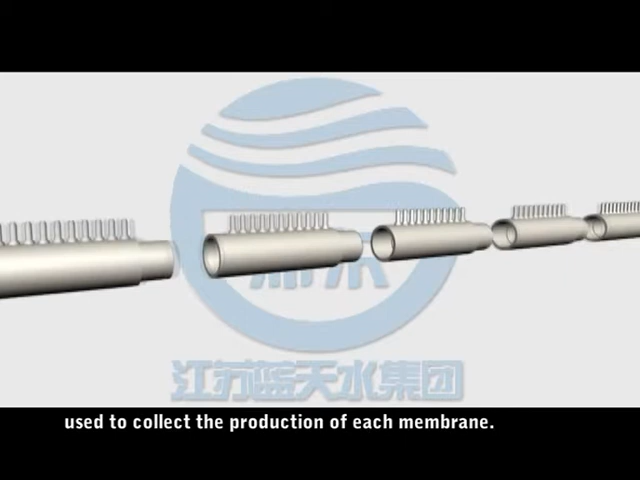 江苏蓝天水集团
used to collect the production of each membrane.